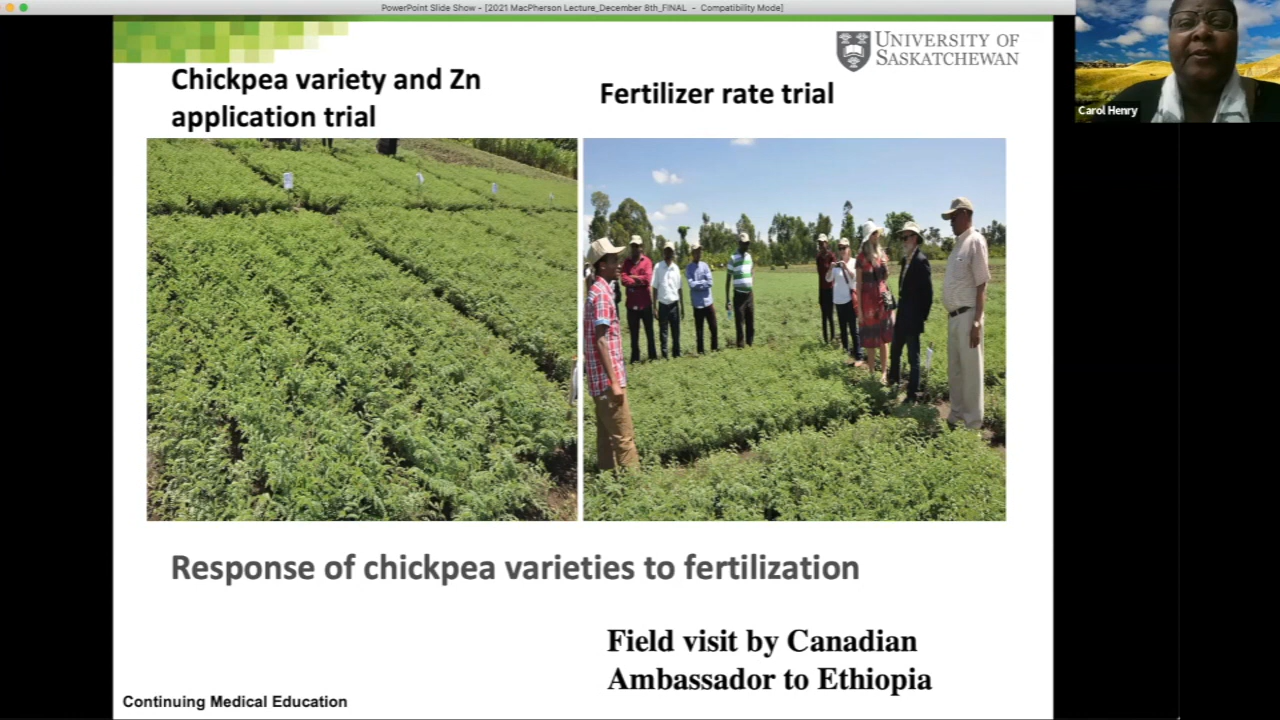 PowerPoint Slide Show - [2021 MacPherson Lecture_December 8th_FINAL - Compatibility Mode]
UNIVERSITY OF
SASKATCHEWAN
Chickpea variety and Zn
application trial
Fertilizer rate trial
Carol Henry
Response of chickpea varieties to fertilization
Field visit by Canadian
Ambassador to Ethiopia
Continuing Medical Education